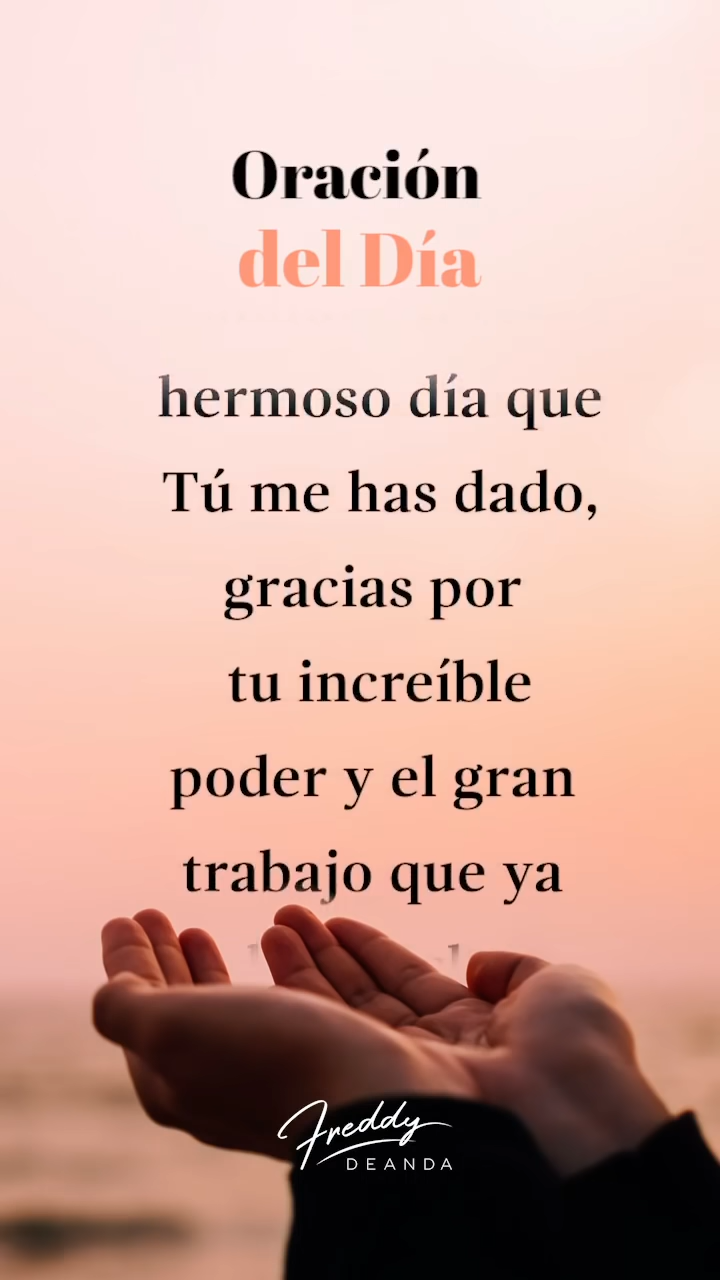 Oración
del Día
hermoso día que
Tú me has dado,
gracias por
tu increíble
poder y el gran
trabajo que ya
Freddy
DEANDA